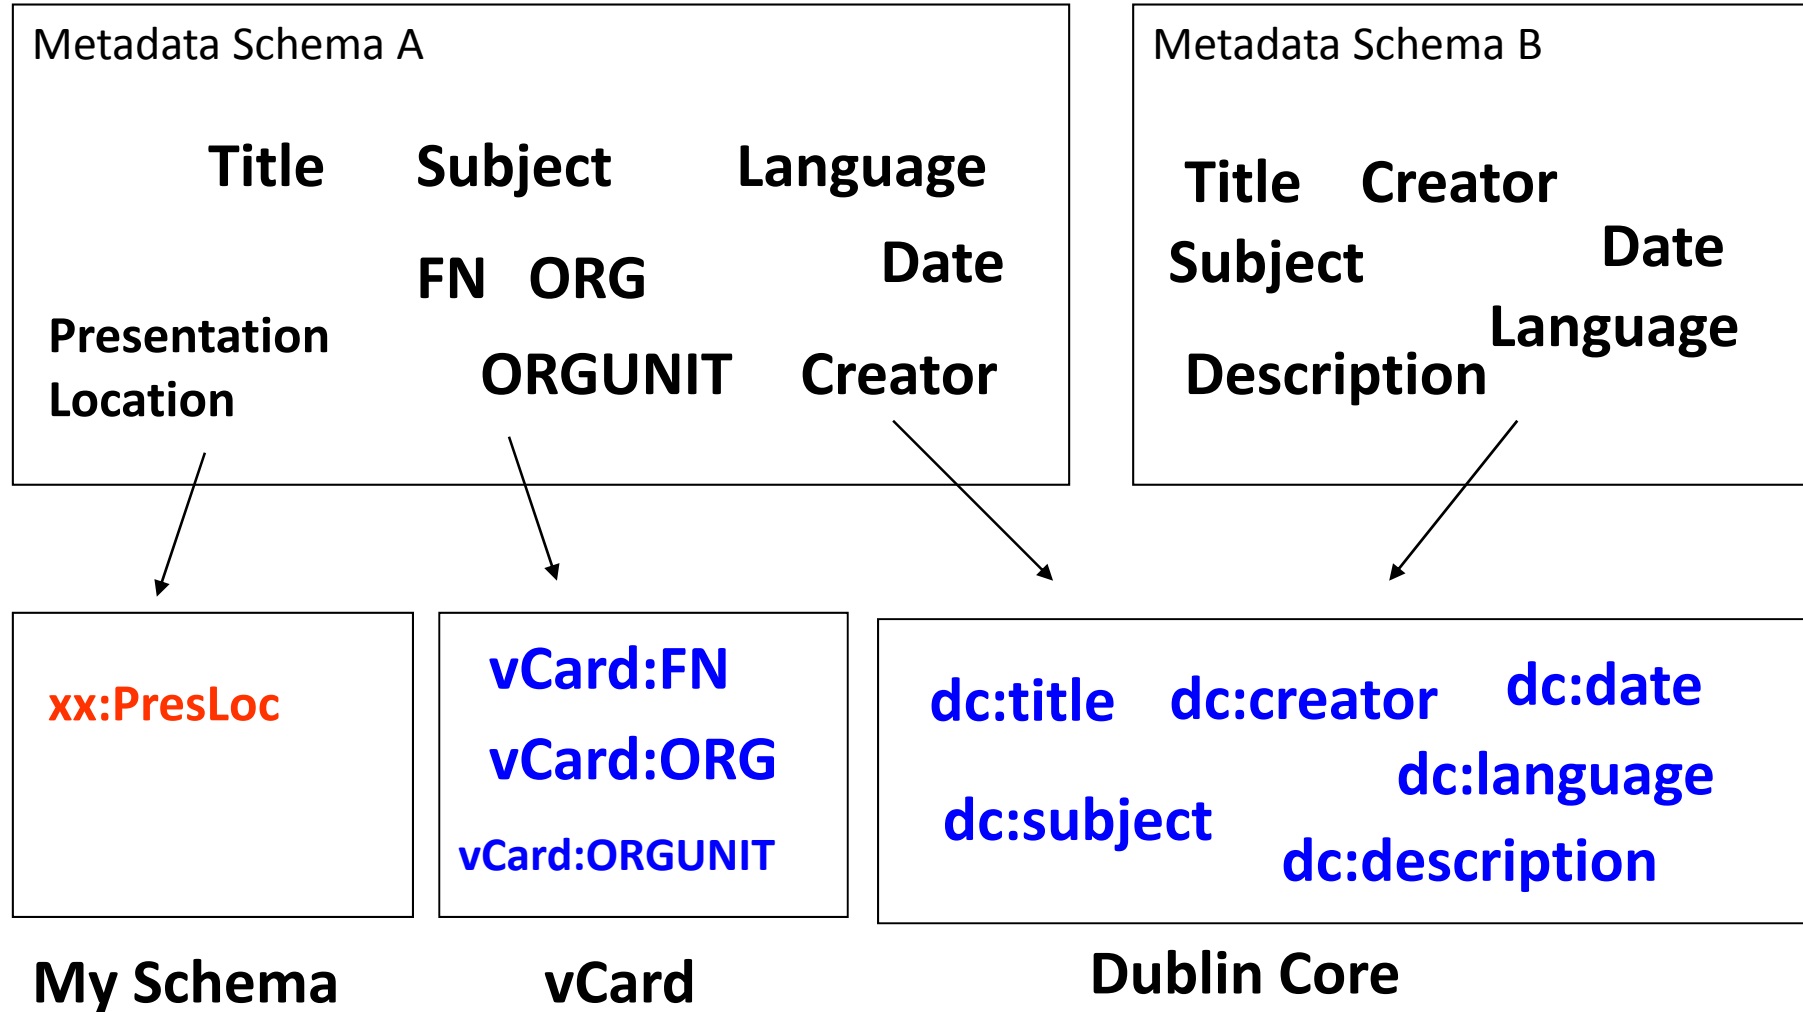 Metadata Schema A
Title Subject Language
FN ORG Date
Presentation
Location
ORGUNIT Creator
Metadata Schema B
Title Creator
Subject Date
Language
Description
xx:PresLoc
My Schema
vCard:FN
vCard:ORG
vCard:ORGUNIT
vCard
dc:title dc:creator dc:date
dc:language
dc:subject
dc:description
Dublin Core